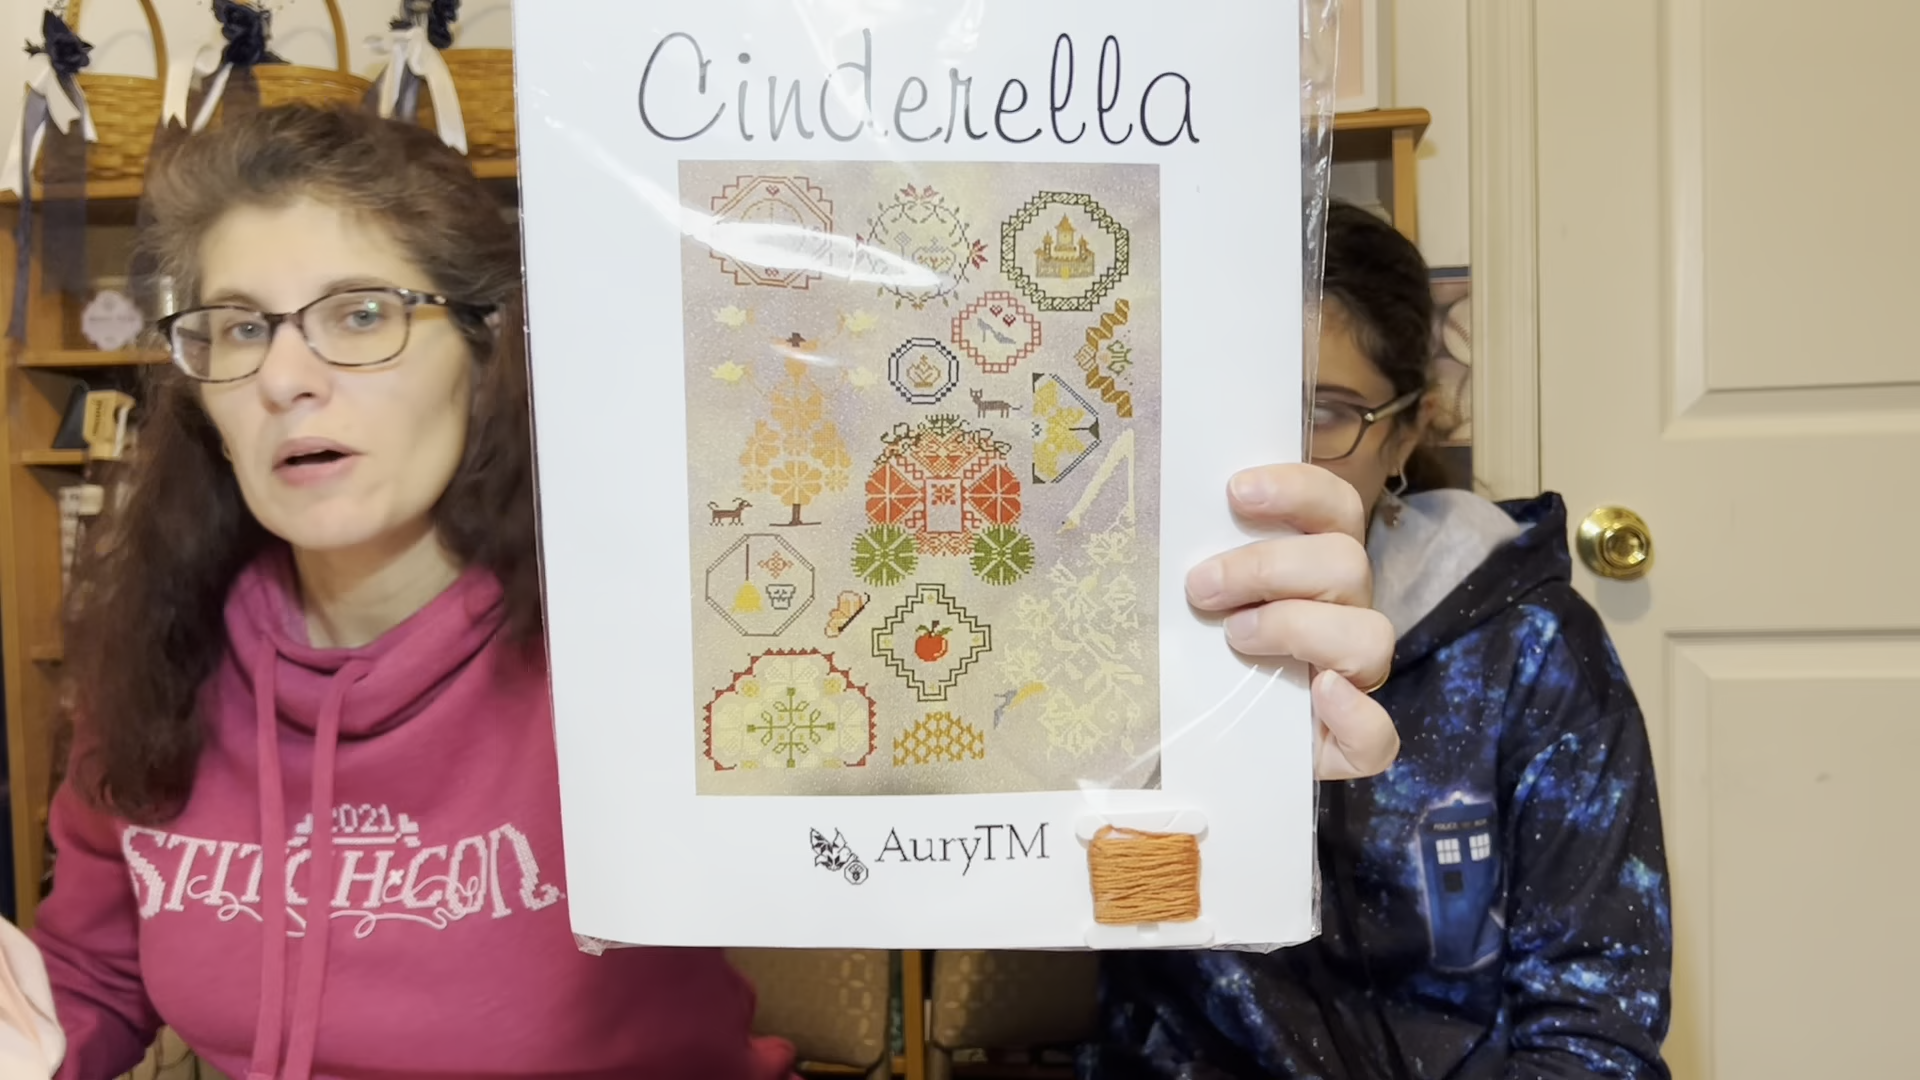 Cinderella
AuryTM
2021
STITCH*CON
POLICE BOX